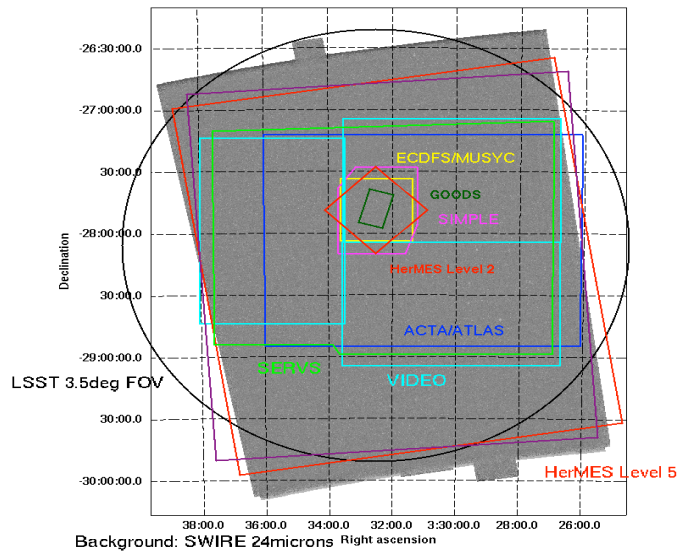 -26:30:00.0
-27:00:00.0
30:00.0
-28:00:00.0
30:00.0
-29:00:00.0
30:00.0
-30:00:00.0
Declination
ECDFS/MUSYC
GOODS
SIMPLE
HerMES Level 2
ACTA/ATLAS
SERVS
VIDEO
LSST 3.5deg FOV
HerMES Level 5
38:00.0 36:00.0 34:00.0 32:00.0 3:30:00.0 28:00.0 26:00.0
Right ascension
Background: SWIRE 24microns